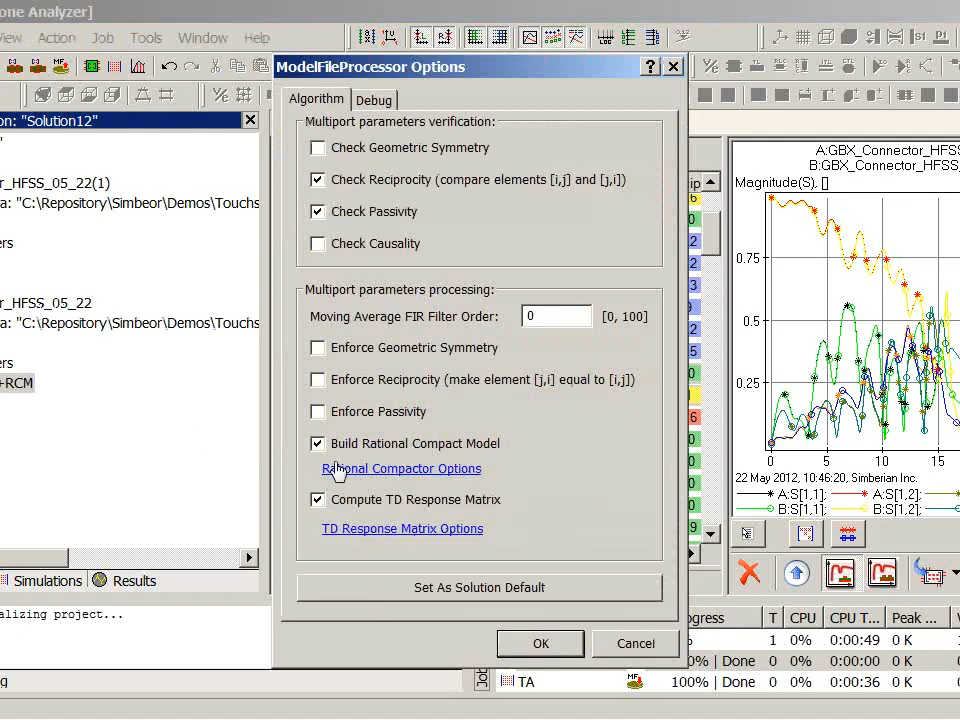 one Analyzer]
View Action Job Tools Window Help
ModelFileProcessor Options
Algorithm Debug
on: "Solution12"
Multiport parameters verification:
Check Geometric Symmetry
Check Reciprocity (compare elements [i,j] and [j,i])
Check Passivity
Check Causality
r_HFSS_05_22(1)
a: "C:\Repository\Simbeor\Demos\Touchs
ers
r_HFSS_05_22
a: "C:\Repository\Simbeor\Demos\Touchs
ers
+RCM
Multiport parameters processing:
Moving Average FIR Filter Order: 0 [0, 100]
Enforce Geometric Symmetry
Enforce Reciprocity (make element [j,i] equal to [i,j])
Enforce Passivity
Build Rational Compact Model
Rational Compactor Options
Compute TD Response Matrix
TD Response Matrix Options
Set As Solution Default
OK Cancel
Simulations Results
alizing project...
A:GBX_Connector_HFSS
B:GBX_Connector_HFSS_
Magnitude(S), []
0.75
0.5
0.25
0 5 10 15
22 May 2012, 10:46:20, Simberian Inc.
A:S[1,1]; A:S[1,2];
B:S[1,1]; B:S[1,2];
ogress T CPU CPU T... Peak ...
1 0% 0:00:49 0 K
0% | Done 0 0% 0:00:00 0 K
TA 100% | Done 0 0% 0:00:36 0 K